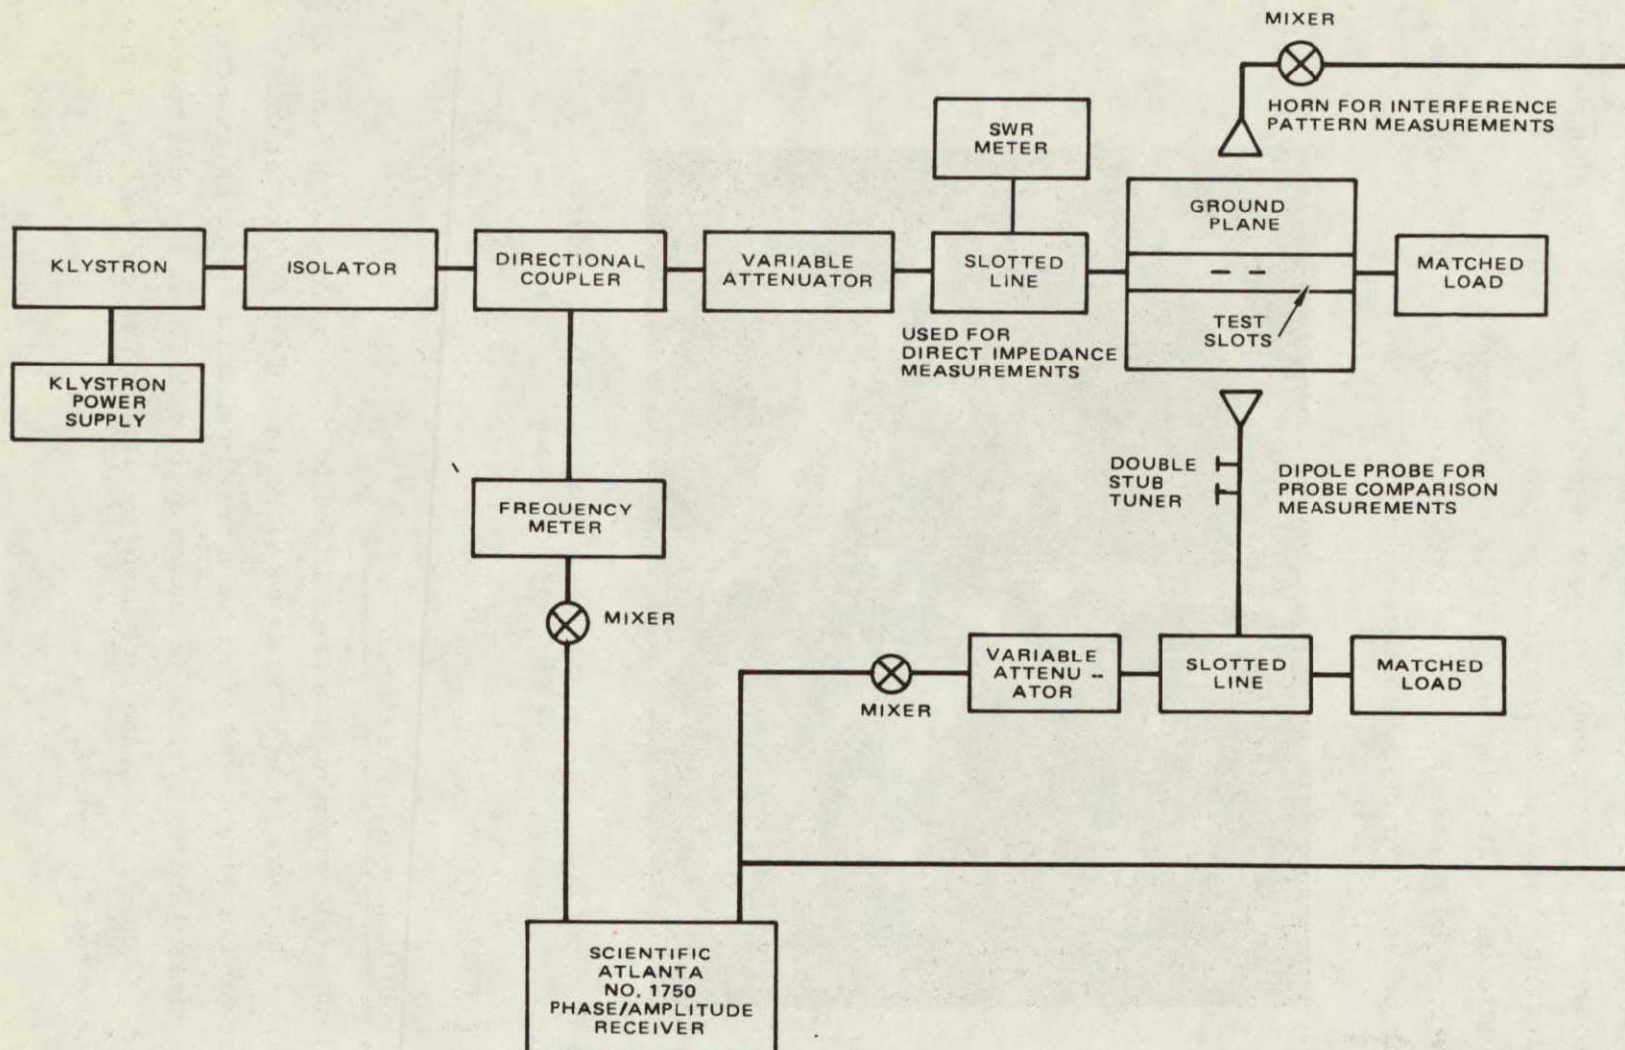 MIXER
HORN FOR INTERFERENCE
PATTERN MEASUREMENTS
SWR
METER
GROUND
PLANE
KLYSTRON
ISOLATOR
DIRECTIONAL
COUPLER
VARIABLE
ATTENUATOR
SLOTTED
LINE
MATCHED
LOAD
TEST
SLOTS
USED FOR
DIRECT IMPEDANCE
MEASUREMENTS
KLYSTRON
POWER
SUPPLY
DOUBLE
STUB
TUNER
DIPOLE PROBE FOR
PROBE COMPARISON
MEASUREMENTS
FREQUENCY
METER
MIXER
MIXER
VARIABLE
ATTENU --
ATOR
SLOTTED
LINE
MATCHED
LOAD
SCIENTIFIC
ATLANTA
NO. 1750
PHASE/AMPLITUDE
RECEIVER